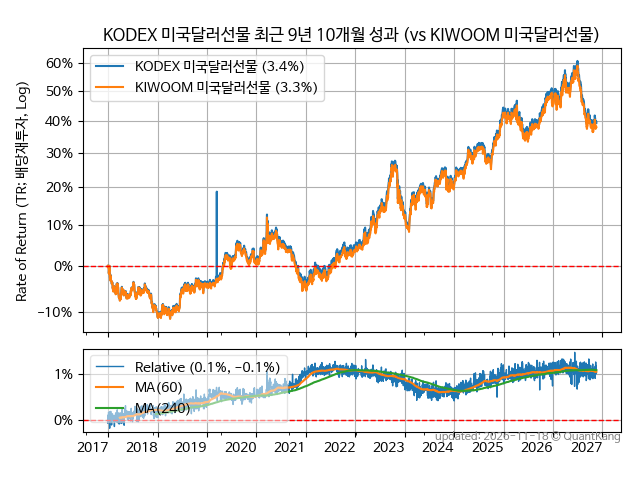 KODEX 미국달러선물 최근 9년 10개월 성과 (vs KIWOOM 미국달러선물)
Rate of Return (TR: 배당재투자, Log)
60%
50%
40%
30%
20%
10%
0%
−10%
KODEX 미국달러선물 (3.4%)
KIWOOM 미국달러선물 (3.3%)
1%
0%
Relative (0.1%, −0.1%)
MA(60)
MA(240)
2017 2018 2019 2020 2021 2022 2023 2024 2025 2026 2027
updated: 2026-11-18 © QuantKang